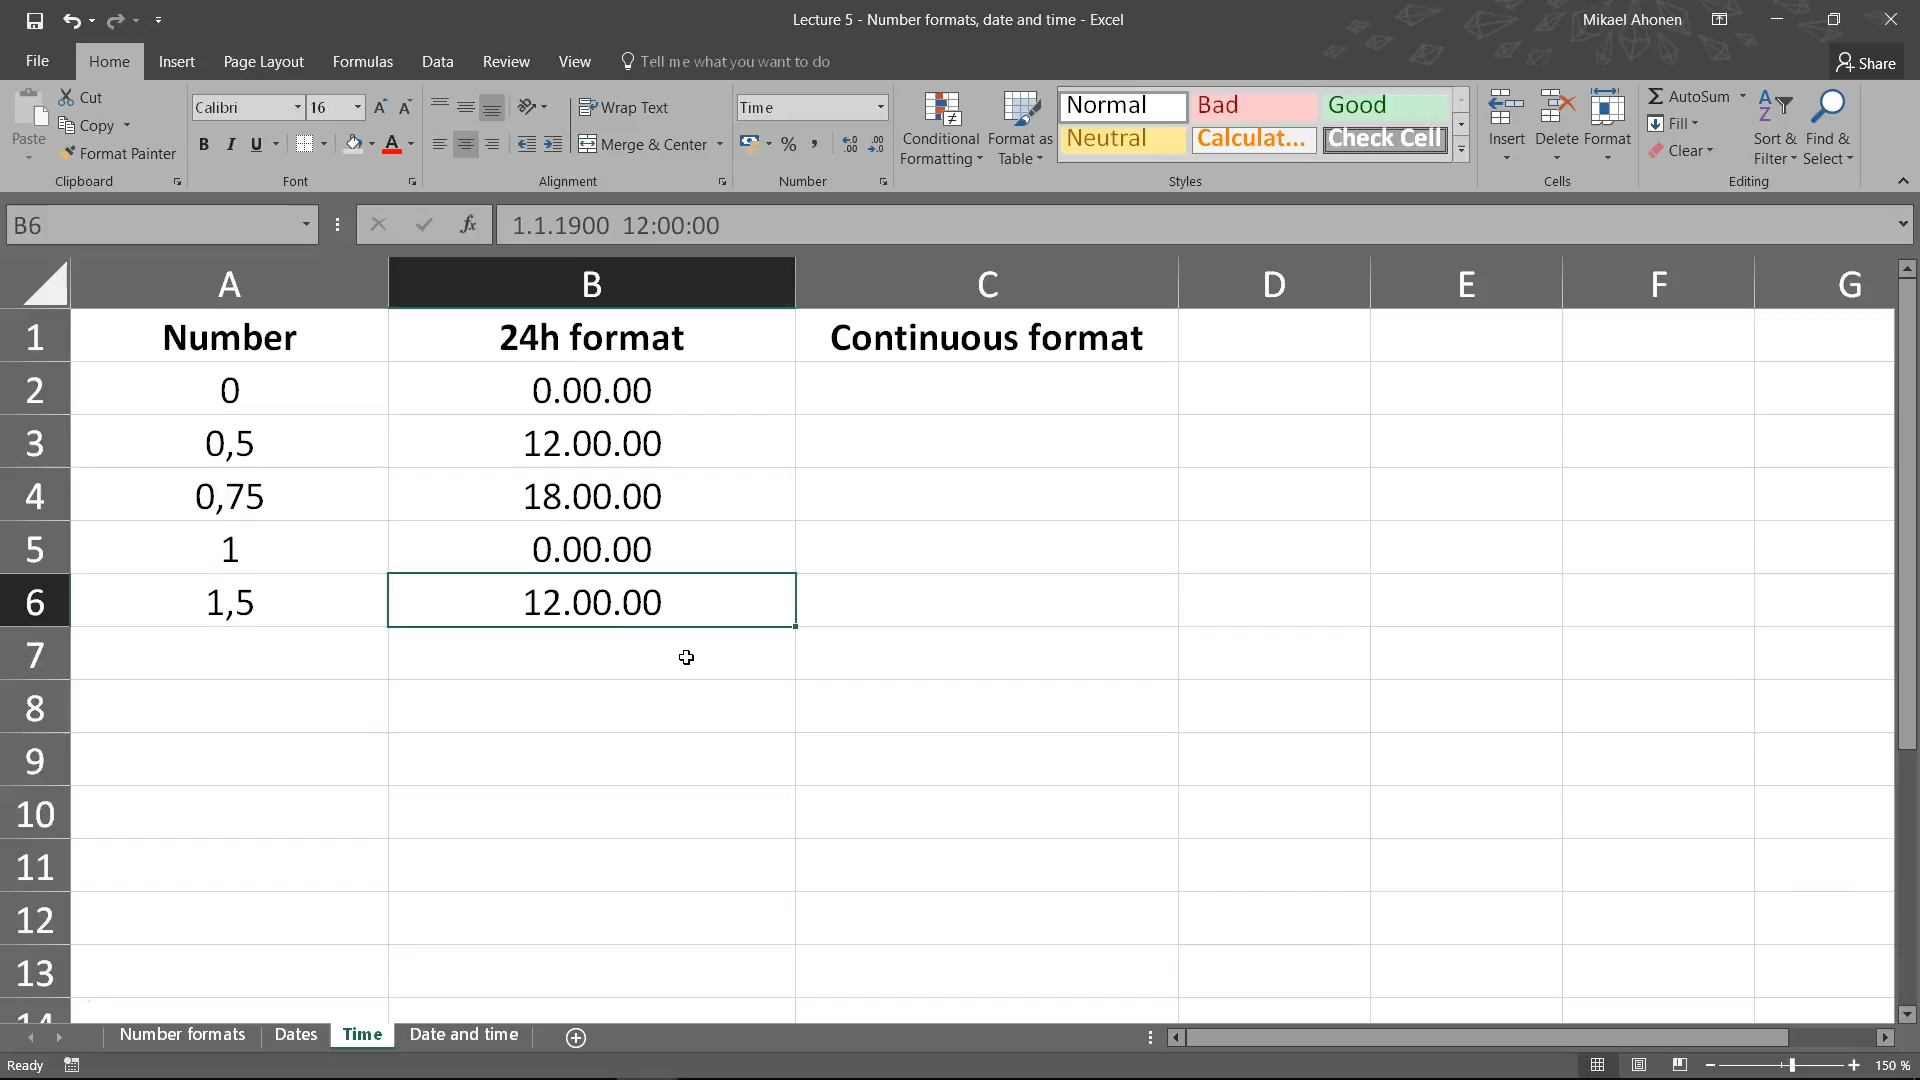 Lecture 5 - Number formats, date and time - Excel
Mikael Ahonen
File Home Insert Page Layout Formulas Data Review View Tell me what you want to do
Share
Paste
Cut
Copy
Format Painter
Clipboard
Calibri 16
B I U
Font
Wrap Text
Merge & Center
Alignment
Time
%
Number
Conditional Formatting
Format as Table
Normal Bad Good
Neutral Calculat... Check Cell
Styles
Insert Delete Format
Cells
AutoSum
Fill
Clear
Sort & Filter
Find & Select
Editing
B6 fx 1.1.1900 12:00:00
A B C D E F G
1 Number 24h format Continuous format
2 0 0.00.00
3 0,5 12.00.00
4 0,75 18.00.00
5 1 0.00.00
6 1,5 12.00.00
7
8
9
10
11
12
13
14
Number formats Dates Time Date and time
Ready
150 %